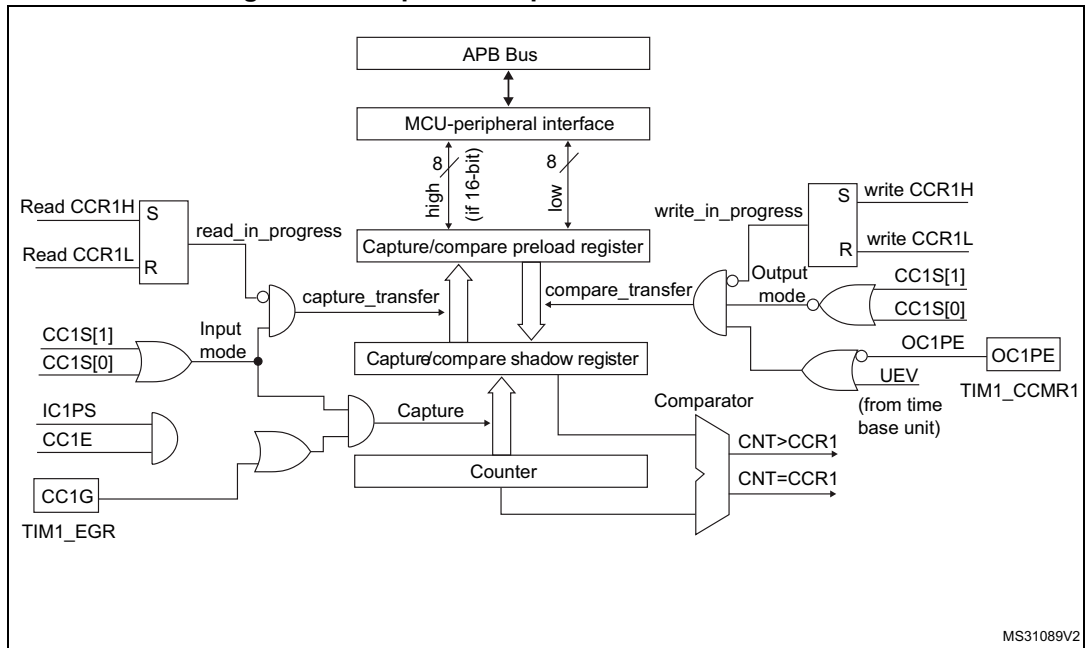 APB Bus
MCU-peripheral interface
8
high
(if 16-bit)
8
low
Read CCR1H
S
Read CCR1L
R
read_in_progress
write_in_progress
S
write CCR1H
R
write CCR1L
Capture/compare preload register
capture_transfer
compare_transfer
Output
mode
CC1S[1]
CC1S[0]
CC1S[1]
CC1S[0]
Input
mode
Capture/compare shadow register
OC1PE
OC1PE
UEV
TIM1_CCMR1
(from time
base unit)
IC1PS
CC1E
Capture
Comparator
CNT>CCR1
Counter
CNT=CCR1
CC1G
TIM1_EGR
MS31089V2